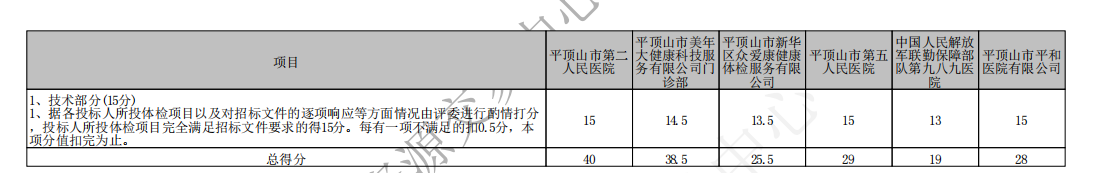 项目
平顶山市第二
人民医院
平顶山市美年
大健康科技服
务有限公司门
诊部
平顶山市新华
区众爱康健康
体检服务有限
公司
平顶山市第五
人民医院
中国人民解放
军联勤保障部
队第九八九医
院
平顶山市平和
医院有限公司
1、技术部分(15分)
1、据各投标人所投体检项目以及对招标文件的逐项响应等方面情况由评委进行酌情打分
，投标人所投体检项目完全满足招标文件要求的得15分。每有一项不满足的扣0.5分，本
项分值扣完为止。
15
14.5
13.5
15
13
15
总得分
40
38.5
25.5
29
19
28
源交
中心